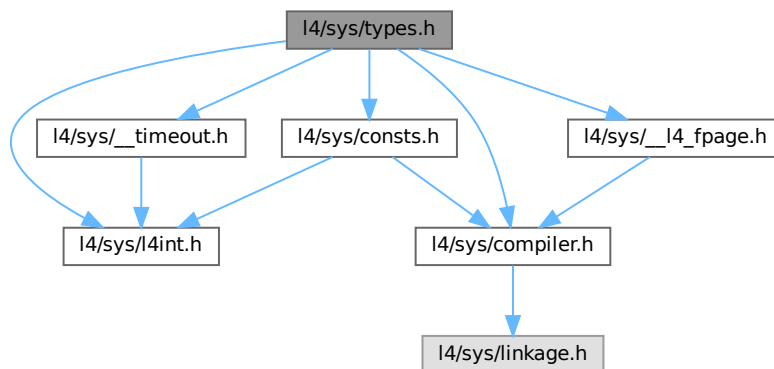 l4/sys/types.h
l4/sys/__timeout.h
l4/sys/consts.h
l4/sys/__l4_fpage.h
l4/sys/l4int.h
l4/sys/compiler.h
l4/sys/linkage.h